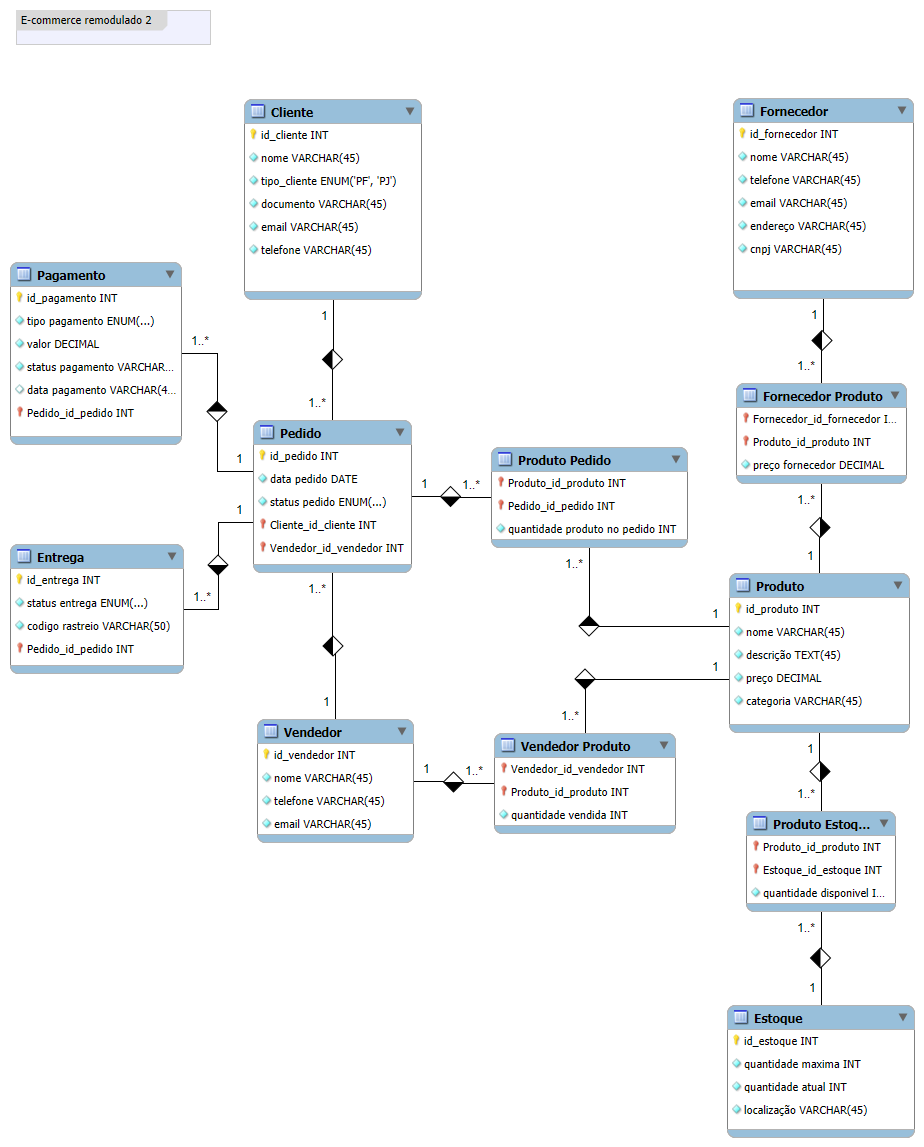 E-commerce remodulado 2
Cliente
id_cliente INT
nome VARCHAR(45)
tipo_cliente ENUM('PF', 'PJ')
documento VARCHAR(45)
email VARCHAR(45)
telefone VARCHAR(45)
Fornecedor
id_fornecedor INT
nome VARCHAR(45)
telefone VARCHAR(45)
email VARCHAR(45)
endereço VARCHAR(45)
cnpj VARCHAR(45)
Pagamento
id_pagamento INT
tipo pagamento ENUM(...)
valor DECIMAL
status pagamento VARCHAR...
data pagamento VARCHAR(4...
Pedido_id_pedido INT
1..*
1
1
1..*
1
1..*
Fornecedor Produto
Fornecedor_id_fornecedor I...
Produto_id_produto INT
preço fornecedor DECIMAL
1..*
1
Pedido
id_pedido INT
data pedido DATE
status pedido ENUM(...)
Cliente_id_cliente INT
Vendedor_id_vendedor INT
1
1..*
Produto Pedido
Produto_id_produto INT
Pedido_id_pedido INT
quantidade produto no pedido INT
1..*
1
Entrega
id_entrega INT
status entrega ENUM(...)
codigo rastreio VARCHAR(50)
Pedido_id_pedido INT
1
1..*
Produto
id_produto INT
nome VARCHAR(45)
descrição TEXT(45)
preço DECIMAL
categoria VARCHAR(45)
1..*
1
1
1..*
Vendedor
id_vendedor INT
nome VARCHAR(45)
telefone VARCHAR(45)
email VARCHAR(45)
1
1..*
Vendedor Produto
Vendedor_id_vendedor INT
Produto_id_produto INT
quantidade vendida INT
1
1..*
Produto Estoq...
Produto_id_produto INT
Estoque_id_estoque INT
quantidade disponivel I...
1..*
1
Estoque
id_estoque INT
quantidade maxima INT
quantidade atual INT
localização VARCHAR(45)